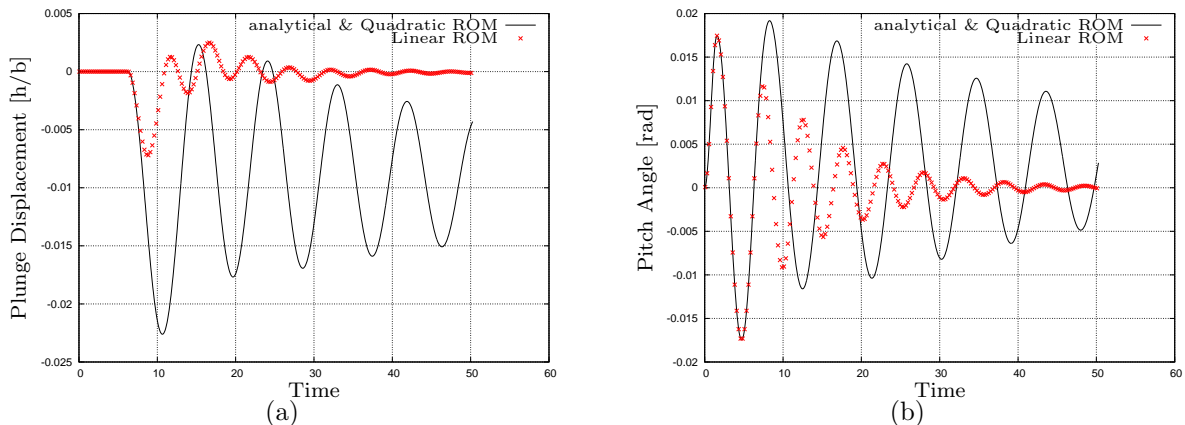 0.005
0
-0.005
-0.01
-0.015
-0.02
-0.025
Plunge Displacement [h/b]
analytical & Quadratic ROM
Linear ROM
0 10 20 30 40 50 60
Time
(a)
0.02
0.015
0.01
0.005
0
-0.005
-0.01
-0.015
-0.02
Pitch Angle [rad]
analytical & Quadratic ROM
Linear ROM
0 10 20 30 40 50 60
Time
(b)